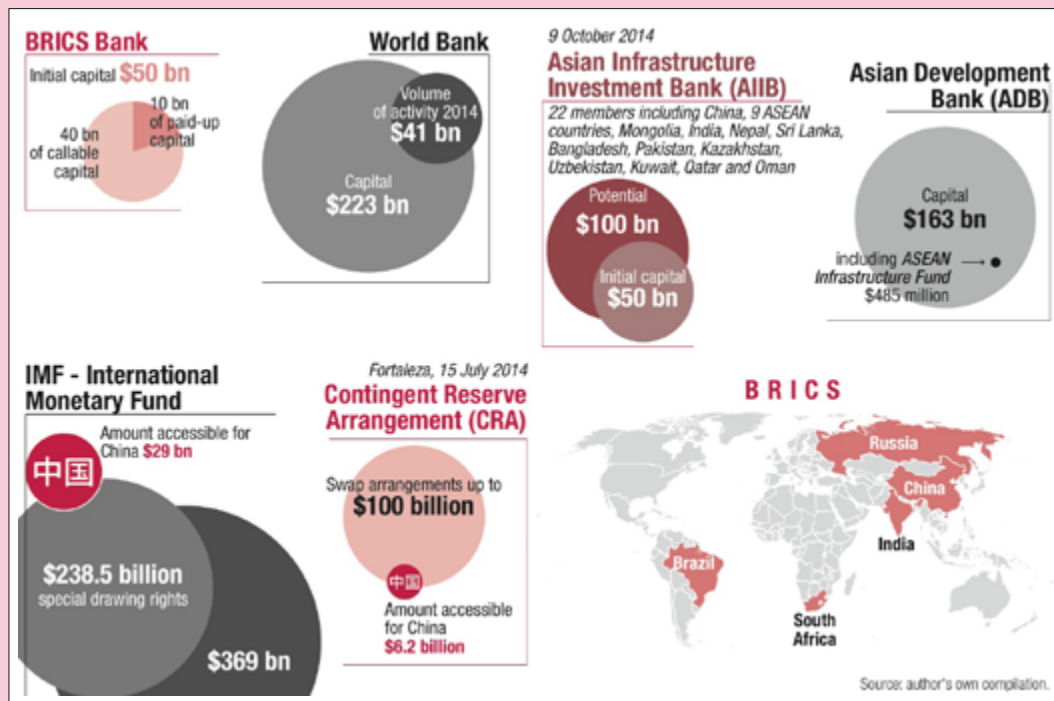 BRICS Bank
Initial capital $50 bn
10 bn
of paid-up
capital
40 bn
of callable
capital
World Bank
Volume
of activity 2014
$41 bn
Capital
$223 bn
9 October 2014
Asian Infrastructure
Investment Bank (AIIB)
22 members including China, 9 ASEAN
countries, Mongolia, India, Nepal, Sri Lanka,
Bangladesh, Pakistan, Kazakhstan,
Uzbekistan, Kuwait, Qatar and Oman
Potential
$100 bn
Initial capital
$50 bn
Asian Development
Bank (ADB)
Capital
$163 bn
including ASEAN
Infrastructure Fund
$485 million
IMF - International
Monetary Fund
Amount accessible for
China $29 bn
中国
$238.5 billion
special drawing rights
$369 bn
Fortaleza, 15 July 2014
Contingent Reserve
Arrangement (CRA)
Swap arrangements up to
$100 billion
中国
Amount accessible
for China
$6.2 billion
BRICS
Russia
China
India
Brazil
South
Africa
Source: author's own compilation.